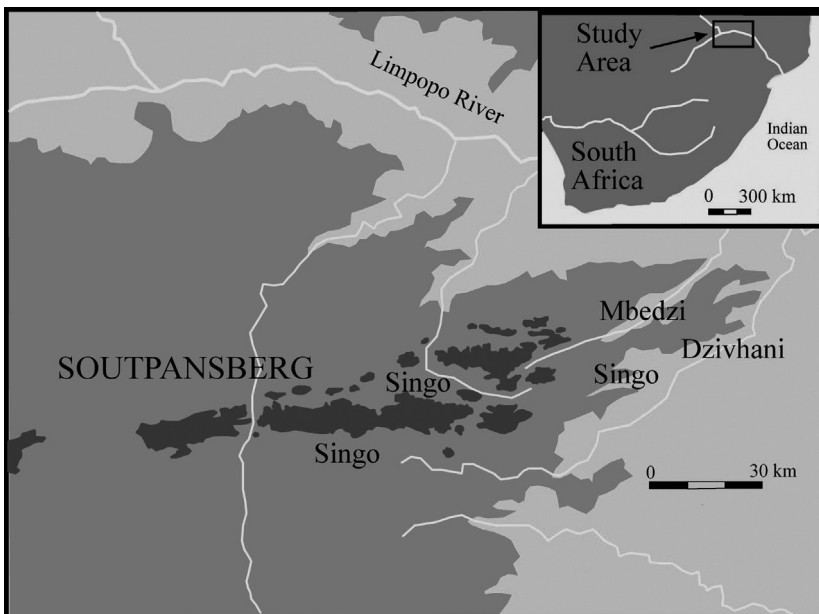 Limpopo River
Study
Area
Indian
Ocean
South
Africa
0 300 km
Mbedzi
Dzivhani
SOUTPANSBERG
Singo
Singo
Singo
0 30 km